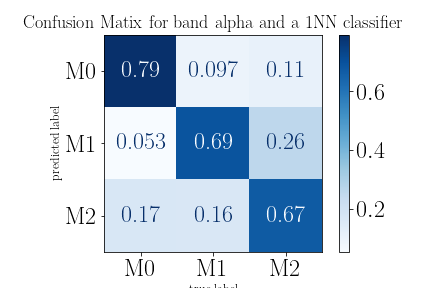 Confusion Matix for band alpha and a 1NN classifier
M0 0.79 0.097 0.11
M1 0.053 0.69 0.26
M2 0.17 0.16 0.67
M0 M1 M2
predicted label
true label
0.6
0.4
0.2